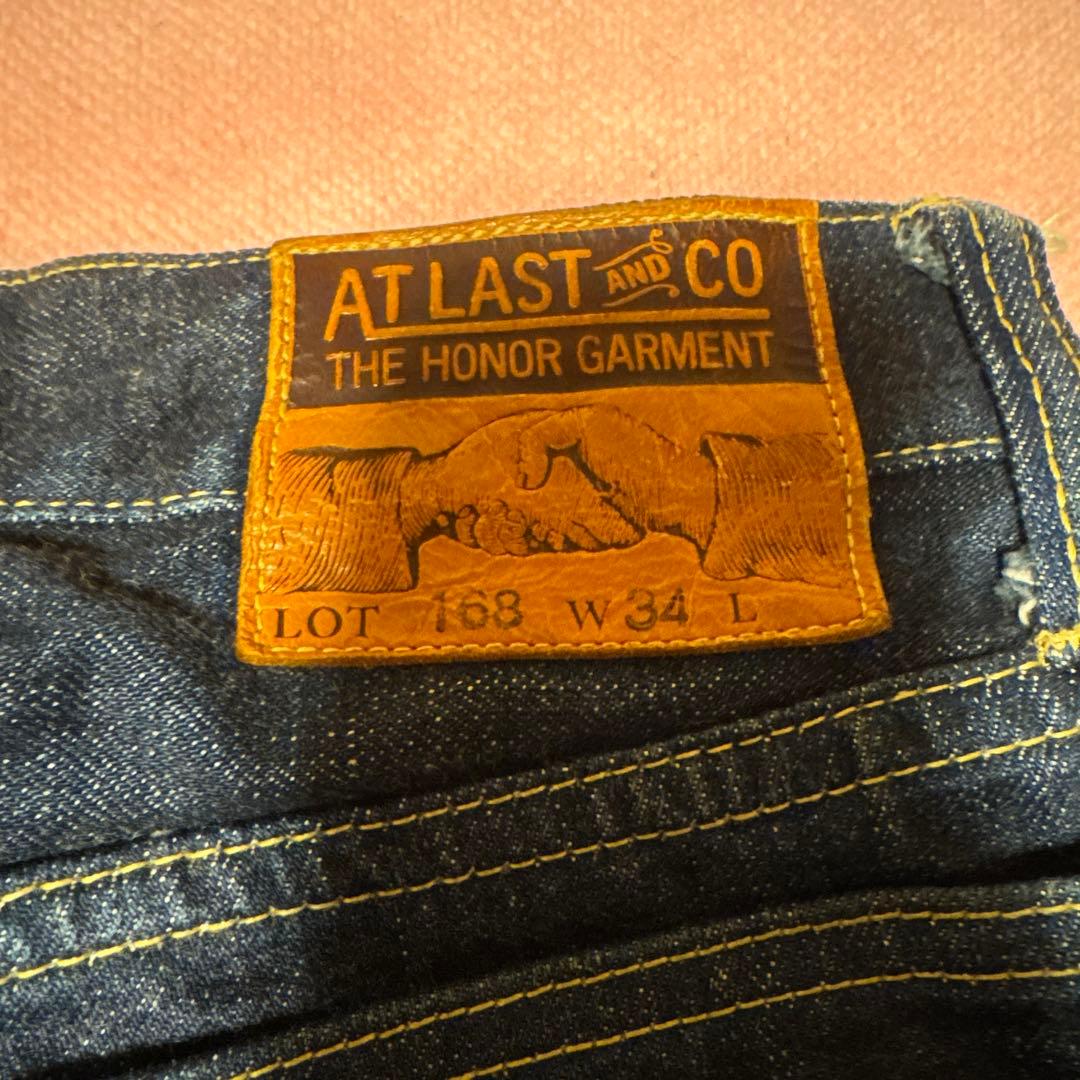 AT LAST AND CO
THE HONOR GARMENT
LOT 168 W 34 L